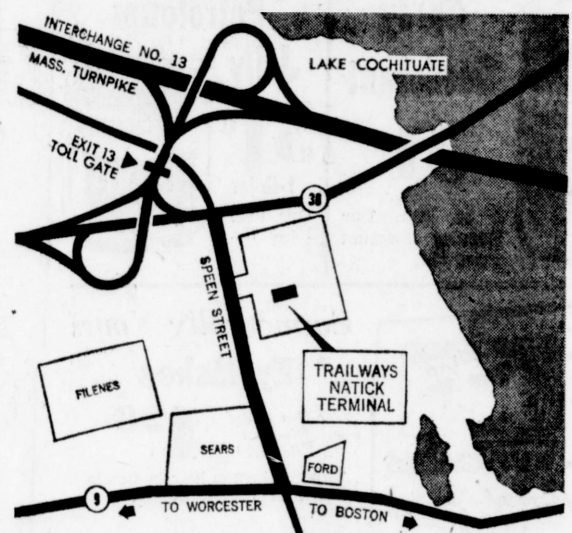 INTERCHANGE NO. 13
MASS. TURNPIKE
LAKE COCHITUATE
EXIT 13
TOLL GATE
30
SPEEN STREET
TRAILWAYS
NATICK
TERMINAL
FILENES
SEARS
FORD
9
TO WORCESTER
TO BOSTON